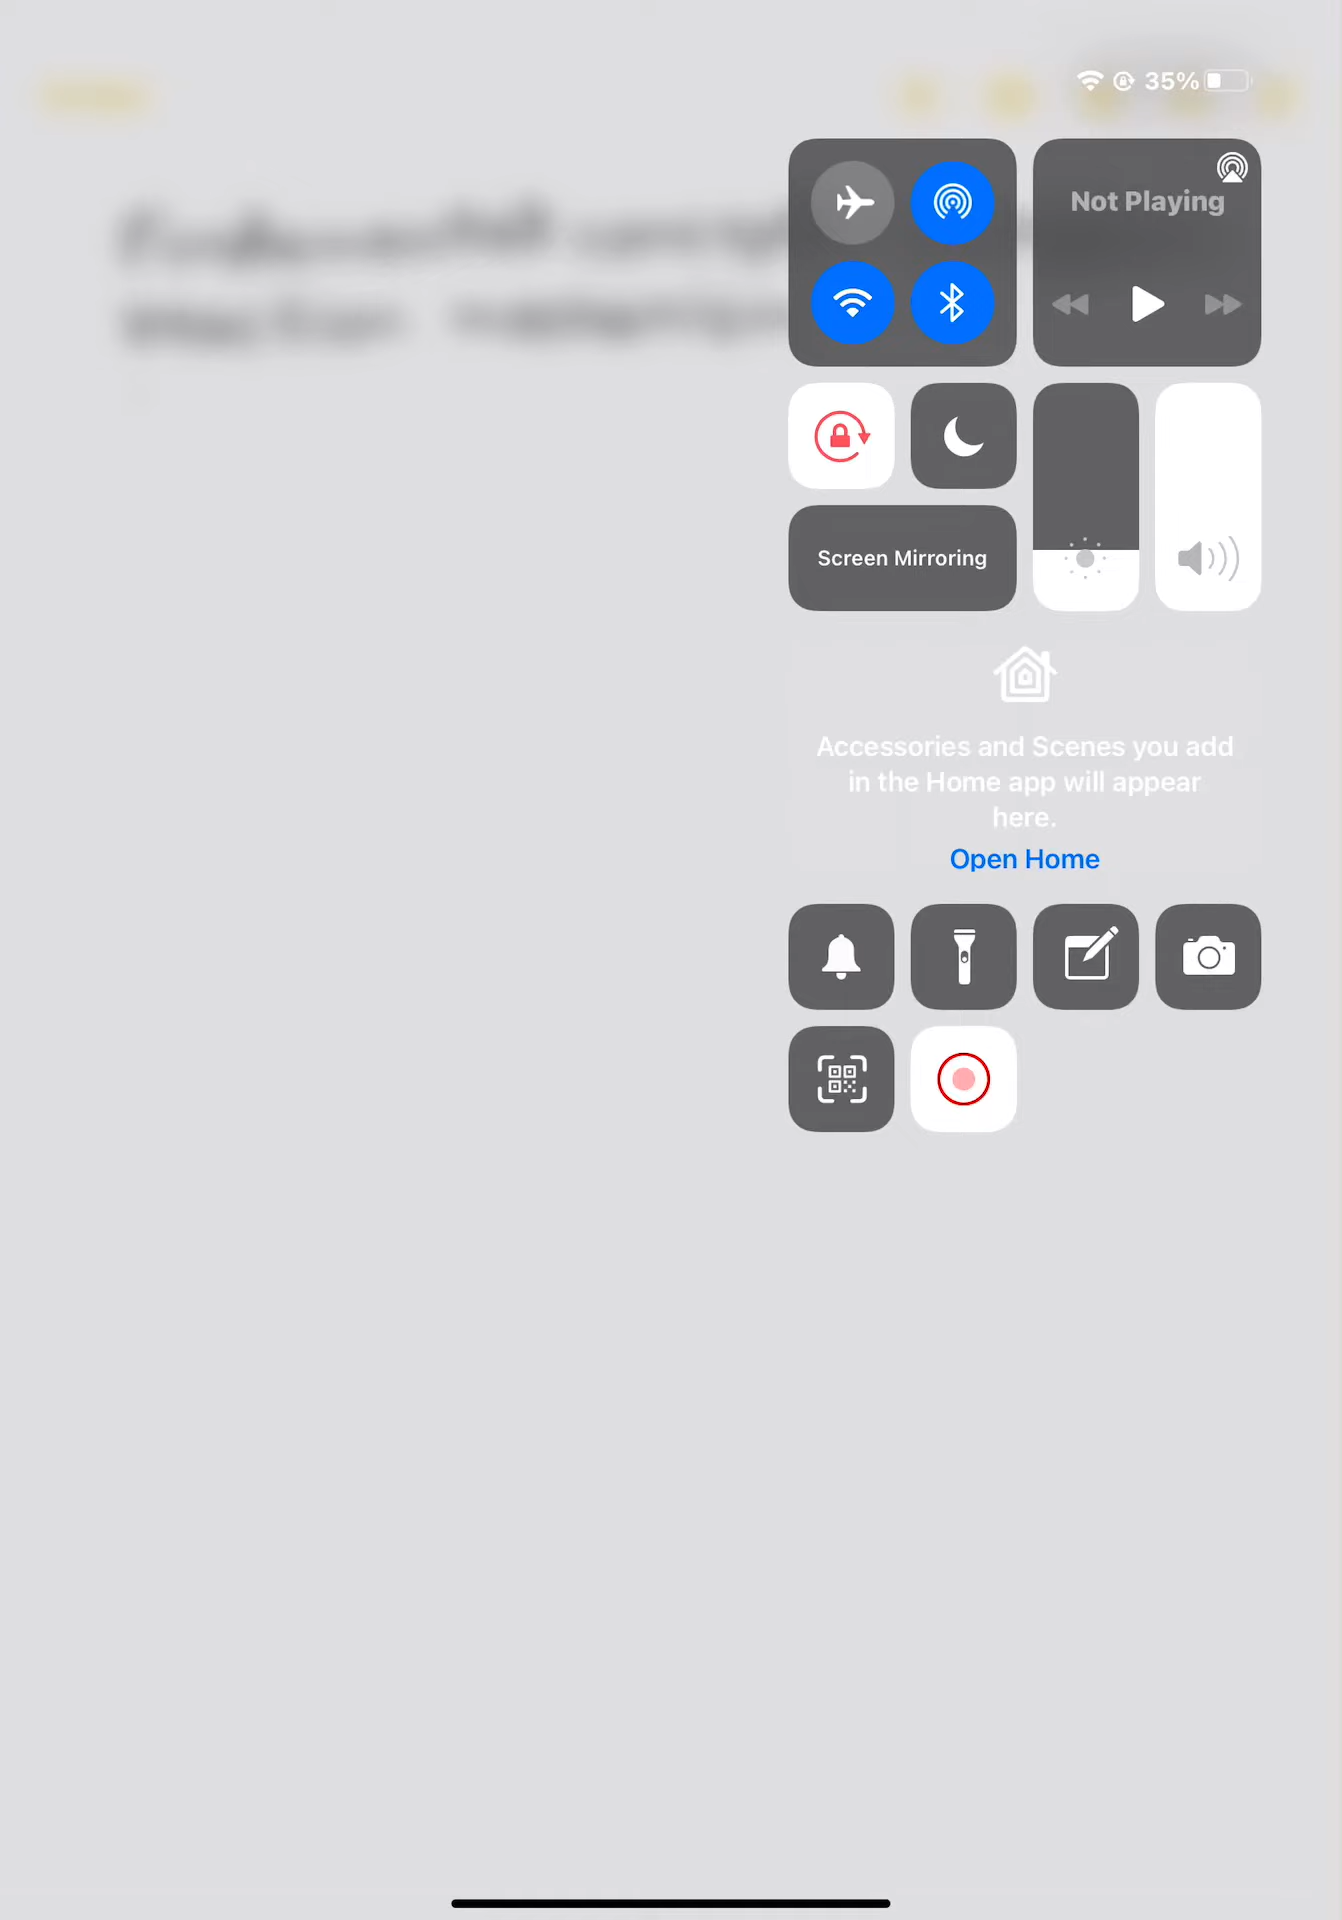 35%
Not Playing
Screen Mirroring
Accessories and Scenes you add
in the Home app will appear
here.
Open Home